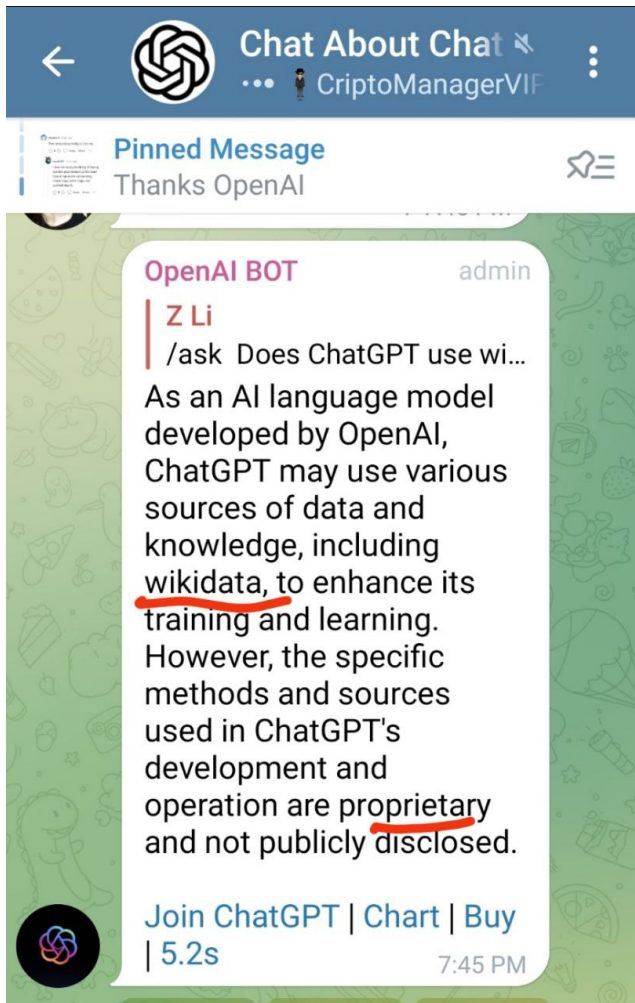 Chat About Chat
CriptoManagerVIP
Pinned Message
Thanks OpenAI
OpenAI BOT admin
Z Li
/ask Does ChatGPT use wi...
As an AI language model
developed by OpenAI,
ChatGPT may use various
sources of data and
knowledge, including
wikidata, to enhance its
training and learning.
However, the specific
methods and sources
used in ChatGPT's
development and
operation are proprietary
and not publicly disclosed.
Join ChatGPT | Chart | Buy
| 5.2s
7:45 PM